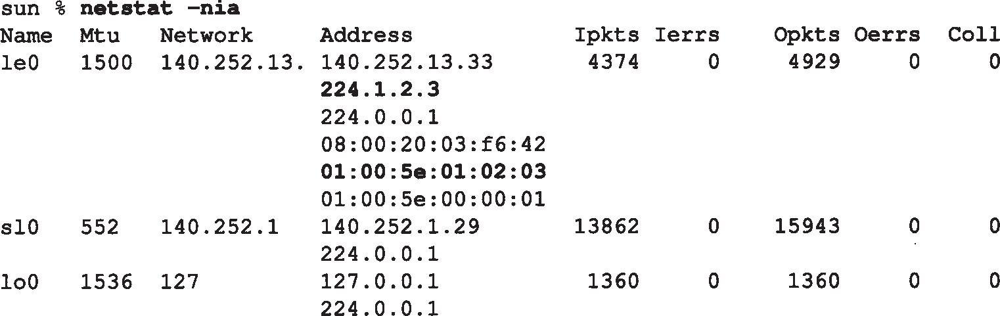 sun % netstat -nia
Name Mtu Network Address Ipkts Ierrs Opkts Oerrs Coll
le0 1500 140.252.13. 140.252.13.33 4374 0 4929 0 0
224.1.2.3
224.0.0.1
08:00:20:03:f6:42
01:00:5e:01:02:03
01:00:5e:00:00:01
sl0 552 140.252.1 140.252.1.29 13862 0 15943 0 0
224.0.0.1
lo0 1536 127 127.0.0.1 1360 0 1360 0 0
224.0.0.1